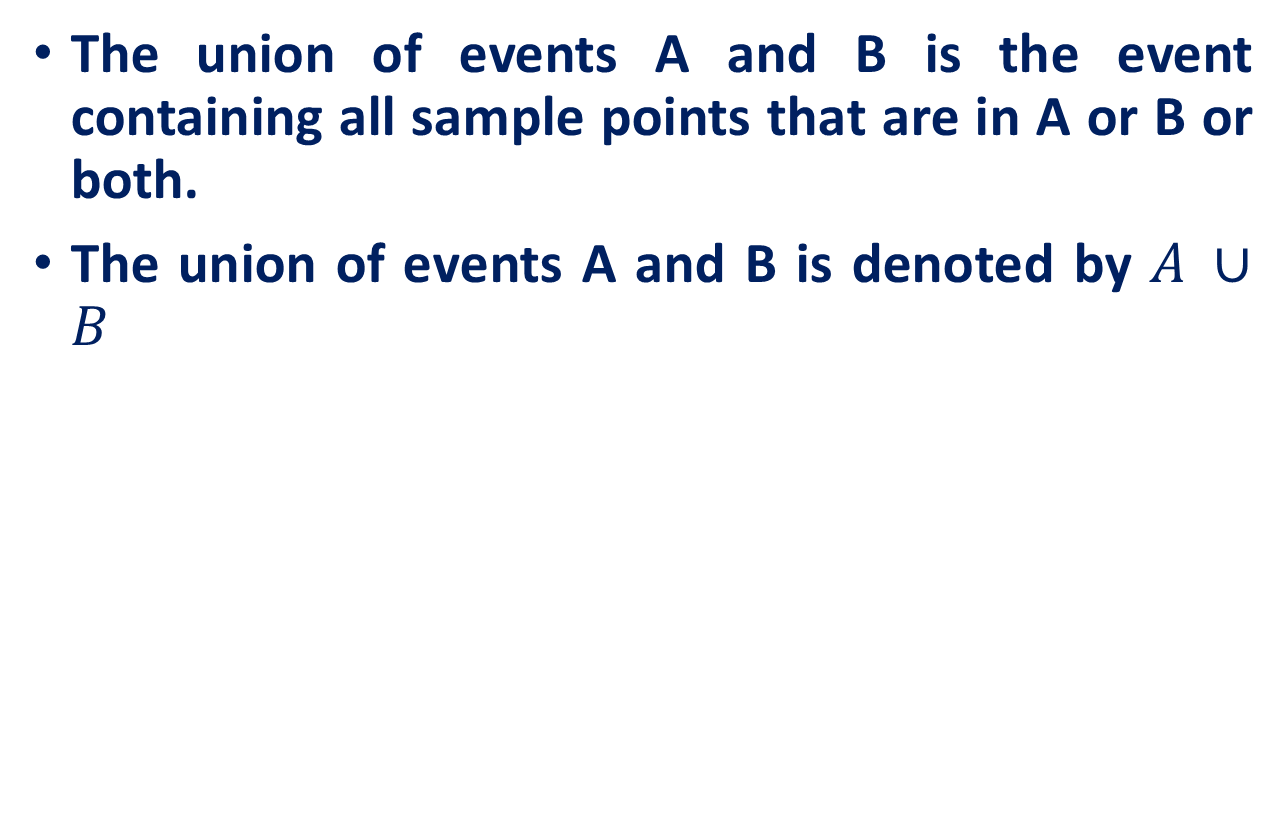 • The union of events A and B is the event
containing all sample points that are in A or B or
both.
• The union of events A and B is denoted by 𝐴 ∪
𝐵